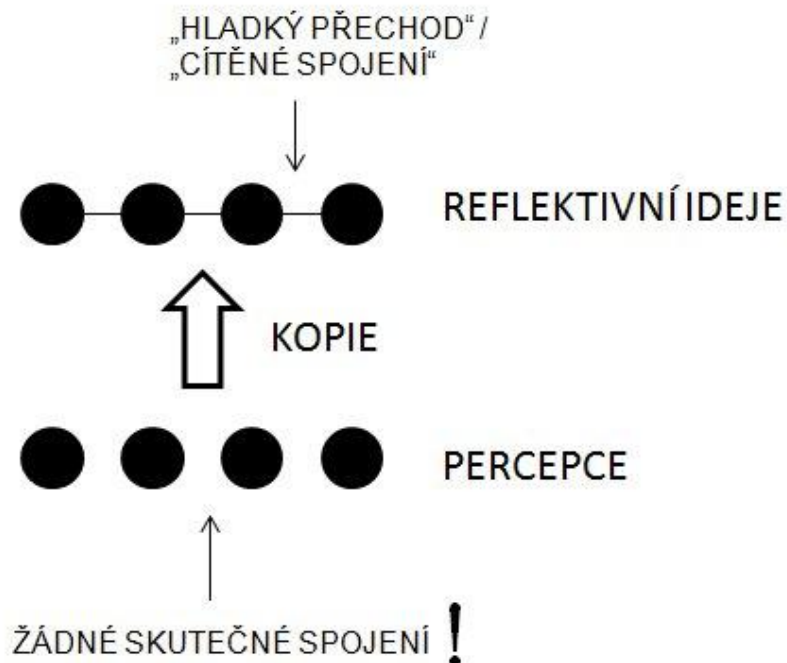 „HLADKÝ PŘECHOD“ /
„CÍTĚNÉ SPOJENÍ“
REFLEKTIVNÍ IDEJE
KOPIE
PERCEPCE
ŽÁDNÉ SKUTEČNÉ SPOJENÍ !